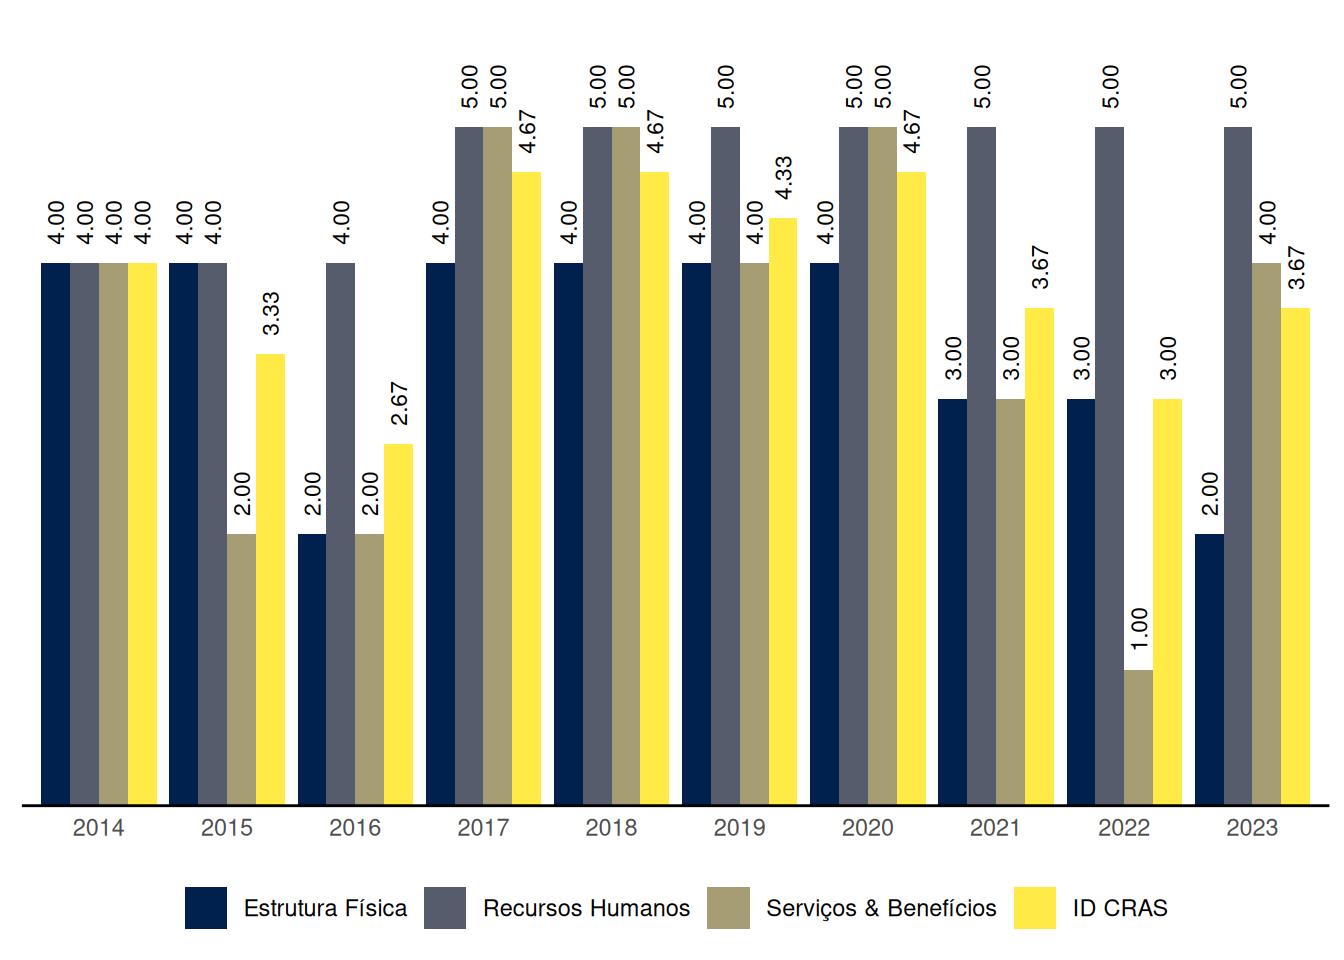 5.00 5.00 5.00 5.00 5.00 5.00 5.00 5.00 5.00 5.00
4.67 4.67 4.67
4.33
4.00 4.00 4.00 4.00 4.00 4.00 4.00 4.00 4.00 4.00 4.00 4.00 4.00
3.67 3.67
3.33 3.00 3.00 3.00 3.00
2.67
2.00 2.00 2.00 2.00
1.00
2014 2015 2016 2017 2018 2019 2020 2021 2022 2023
Estrutura Física Recursos Humanos Serviços & Benefícios ID CRAS